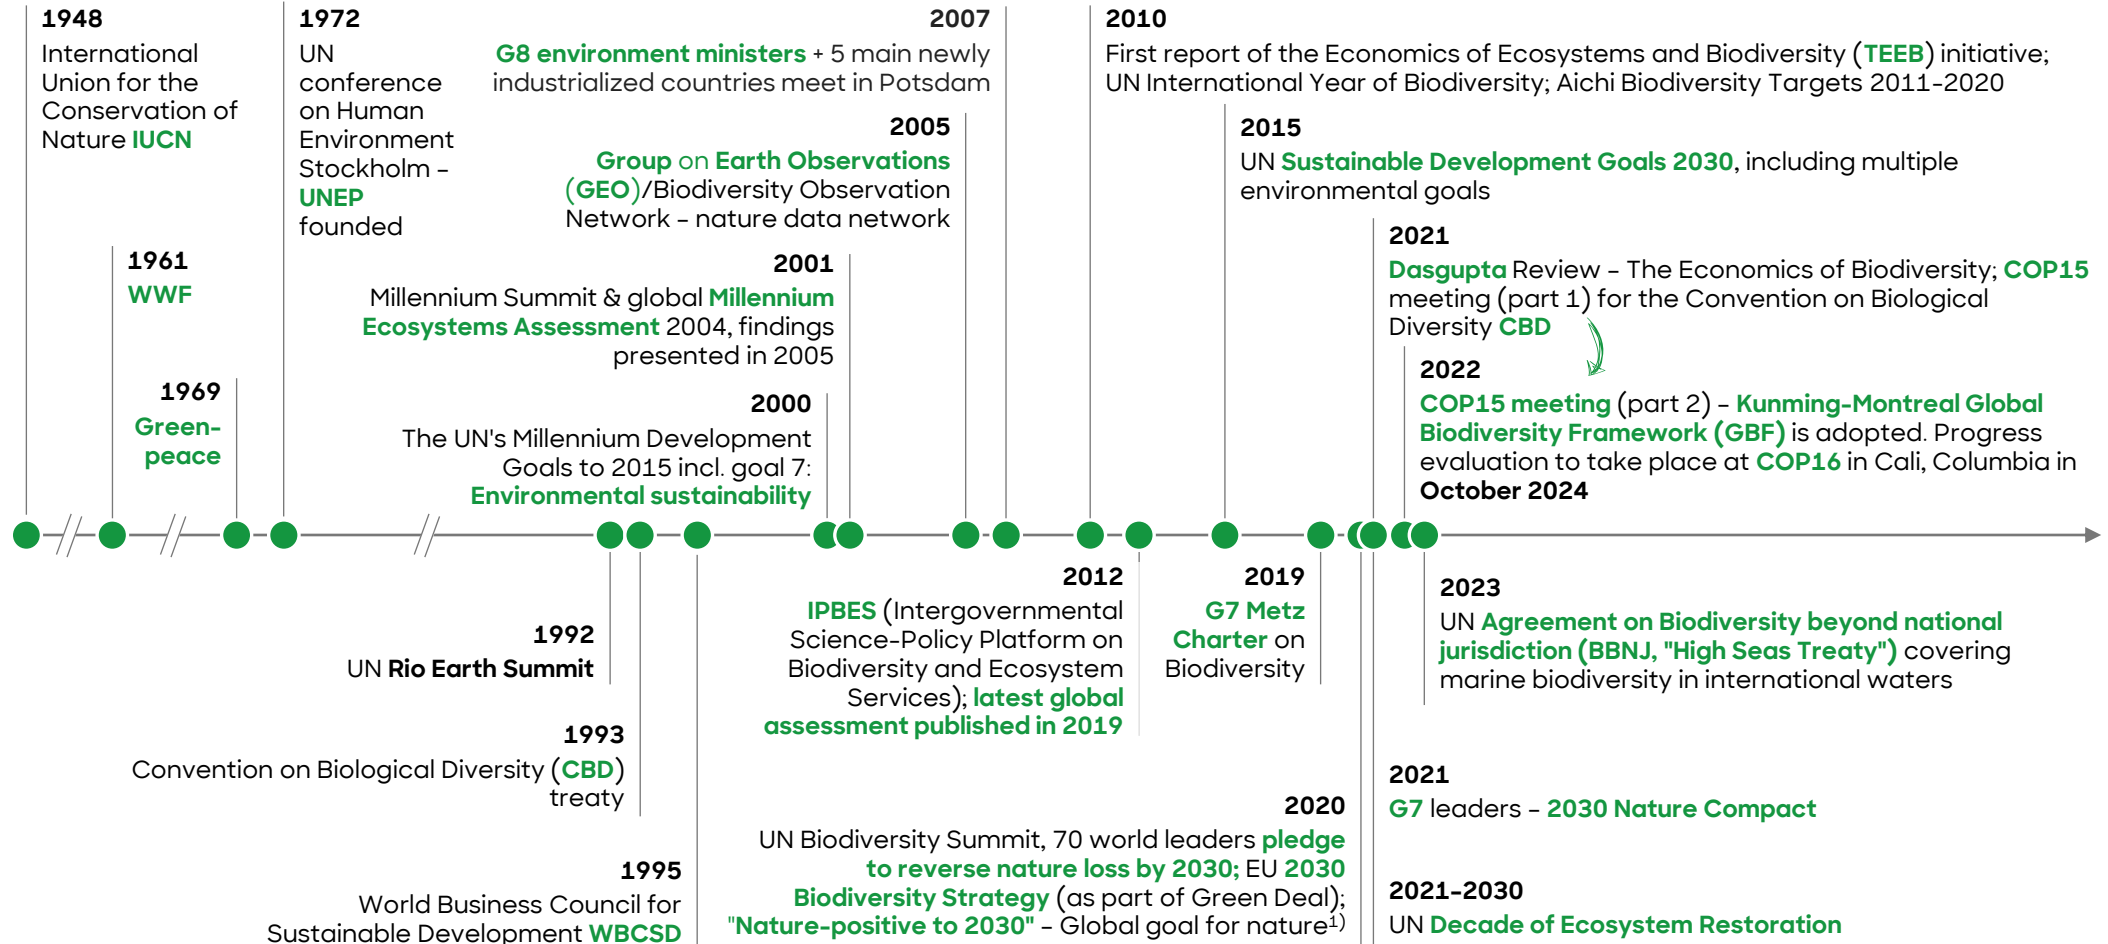 1948
International
Union for the
Conservation of
Nature IUCN
1961
WWF
1969
Green-
peace
1972
UN
conference
on Human
Environment
Stockholm –
UNEP
founded
2007
G8 environment ministers + 5 main newly
industrialized countries meet in Potsdam
2005
Group on Earth Observations
(GEO)/Biodiversity Observation
Network – nature data network
2001
Millennium Summit & global Millennium
Ecosystems Assessment 2004, findings
presented in 2005
2000
The UN's Millennium Development
Goals to 2015 incl. goal 7:
Environmental sustainability
2010
First report of the Economics of Ecosystems and Biodiversity (TEEB) initiative;
UN International Year of Biodiversity; Aichi Biodiversity Targets 2011-2020
2015
UN Sustainable Development Goals 2030, including multiple
environmental goals
2021
Dasgupta Review – The Economics of Biodiversity; COP15
meeting (part 1) for the Convention on Biological
Diversity CBD
2022
COP15 meeting (part 2) – Kunming-Montreal Global
Biodiversity Framework (GBF) is adopted. Progress
evaluation to take place at COP16 in Cali, Columbia in
October 2024
1992
UN Rio Earth Summit
1993
Convention on Biological Diversity (CBD)
treaty
1995
World Business Council for
Sustainable Development WBCSD
2012
IPBES (Intergovernmental
Science-Policy Platform on
Biodiversity and Ecosystem
Services); latest global
assessment published in 2019
2019
G7 Metz
Charter on
Biodiversity
2020
UN Biodiversity Summit, 70 world leaders pledge
to reverse nature loss by 2030; EU 2030
Biodiversity Strategy (as part of Green Deal);
"Nature-positive to 2030" – Global goal for nature1)
2023
UN Agreement on Biodiversity beyond national
jurisdiction (BBNJ, "High Seas Treaty") covering
marine biodiversity in international waters
2021
G7 leaders – 2030 Nature Compact
2021-2030
UN Decade of Ecosystem Restoration